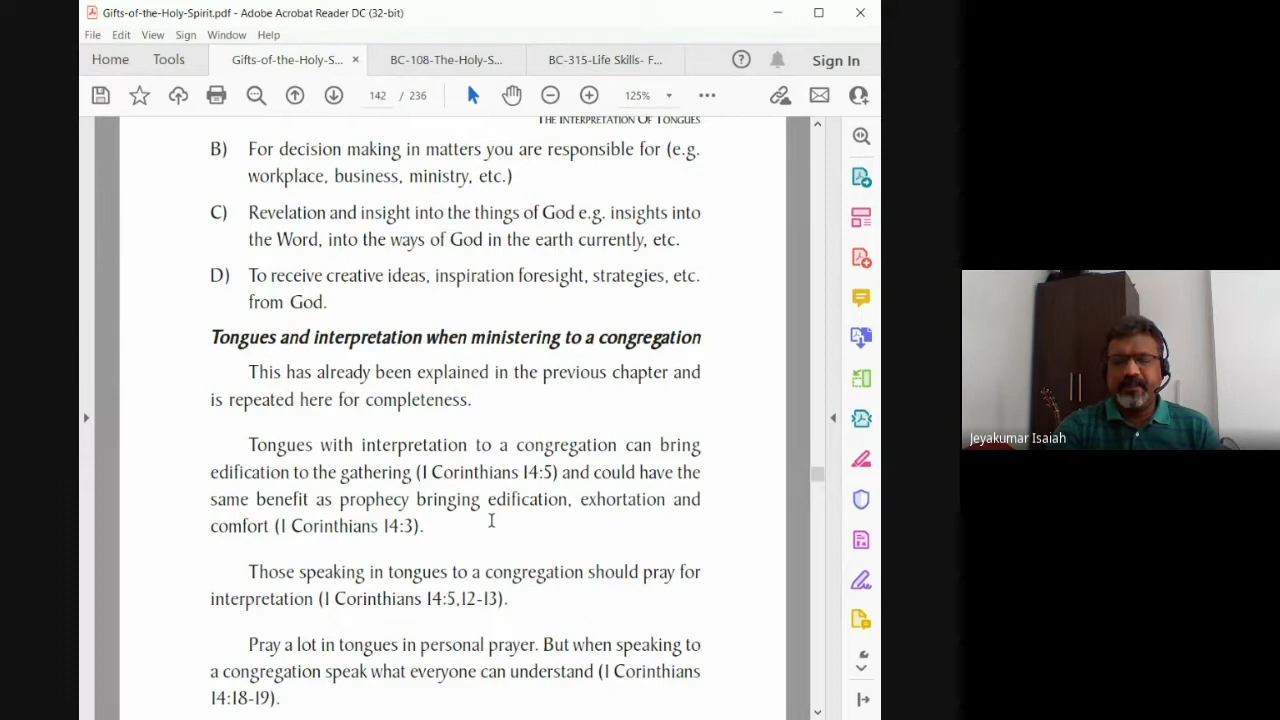 Gifts-of-the-Holy-Spirit.pdf - Adobe Acrobat Reader DC (32-bit)
File Edit View Sign Window Help
Home Tools Gifts-of-the-Holy-S... × BC-108-The-Holy-S... BC-315-Life Skills- F... Sign In
142 / 236 125%
THE INTERPRETATION OF TONGUES
B) For decision making in matters you are responsible for (e.g.
workplace, business, ministry, etc.)
C) Revelation and insight into the things of God e.g. insights into
the Word, into the ways of God in the earth currently, etc.
D) To receive creative ideas, inspiration foresight, strategies, etc.
from God.
Tongues and interpretation when ministering to a congregation
This has already been explained in the previous chapter and
is repeated here for completeness.
Tongues with interpretation to a congregation can bring
edification to the gathering (1 Corinthians 14:5) and could have the
same benefit as prophecy bringing edification, exhortation and
comfort (1 Corinthians 14:3).
Those speaking in tongues to a congregation should pray for
interpretation (1 Corinthians 14:5,12-13).
Pray a lot in tongues in personal prayer. But when speaking to
a congregation speak what everyone can understand (1 Corinthians
14:18-19).
Jeyakumar Isaiah